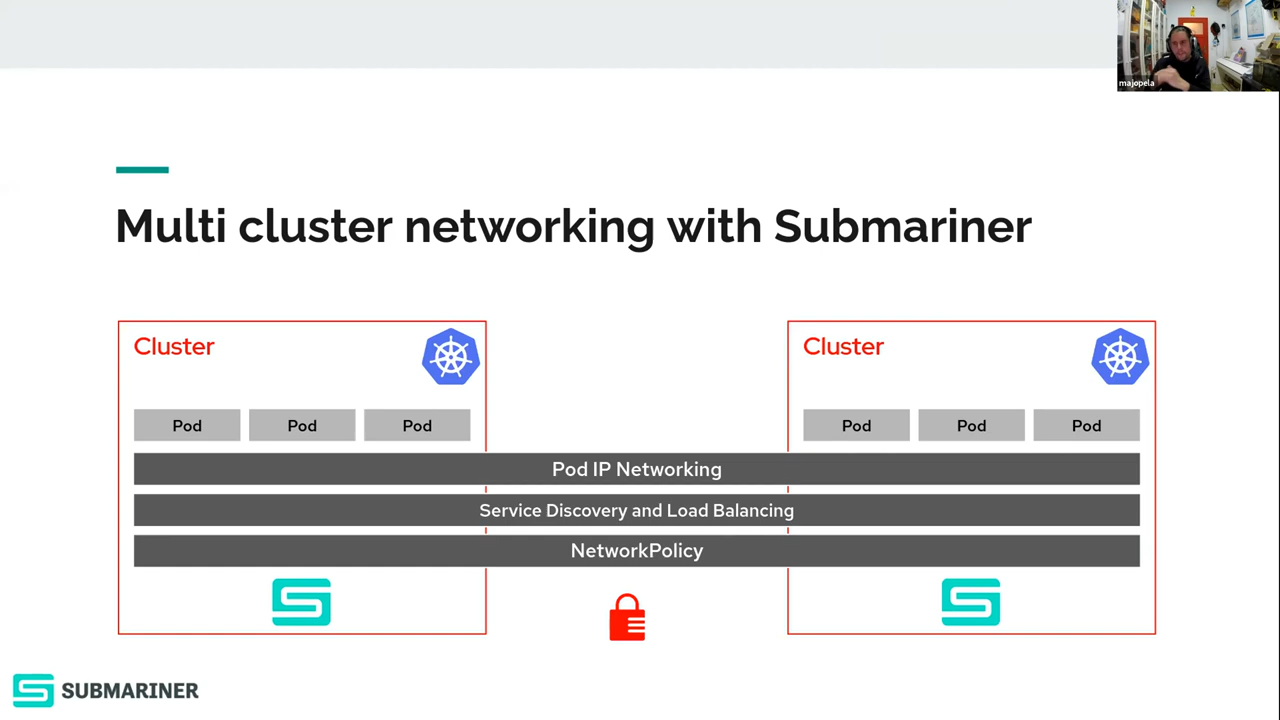 majopela
Multi cluster networking with Submariner
Cluster
Cluster
Pod Pod Pod
Pod Pod Pod
Pod IP Networking
Service Discovery and Load Balancing
NetworkPolicy
SUBMARINER